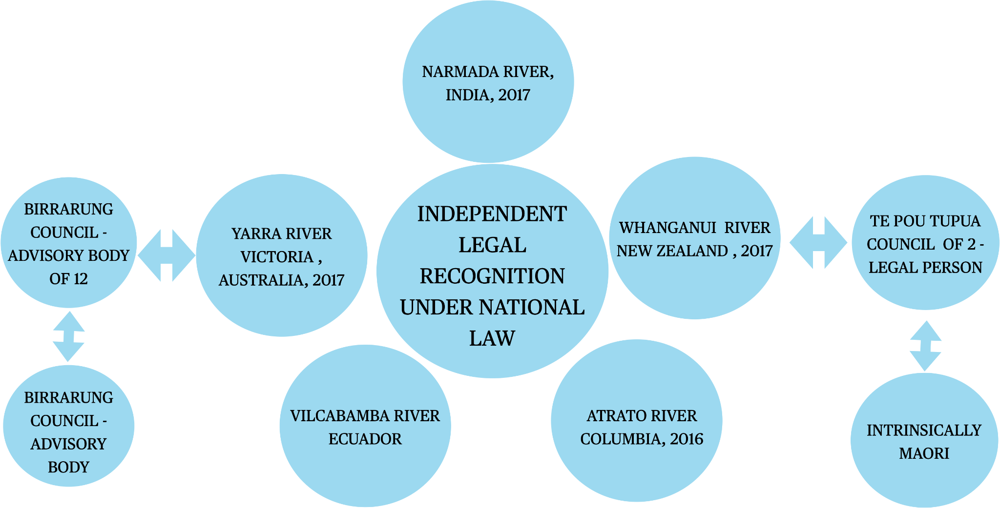 NARMADA RIVER,
INDIA, 2017
INDEPENDENT
LEGAL
RECOGNITION
UNDER NATIONAL
LAW
BIRRARUNG
COUNCIL -
ADVISORY BODY
OF 12
YARRA RIVER
VICTORIA ,
AUSTRALIA, 2017
WHANGANUI RIVER
NEW ZEALAND , 2017
TE POU TUPUA
COUNCIL OF 2 -
LEGAL PERSON
BIRRARUNG
COUNCIL -
ADVISORY
BODY
VILCABAMBA RIVER
ECUADOR
ATRATO RIVER
COLUMBIA, 2016
INTRINSICALLY
MAORI